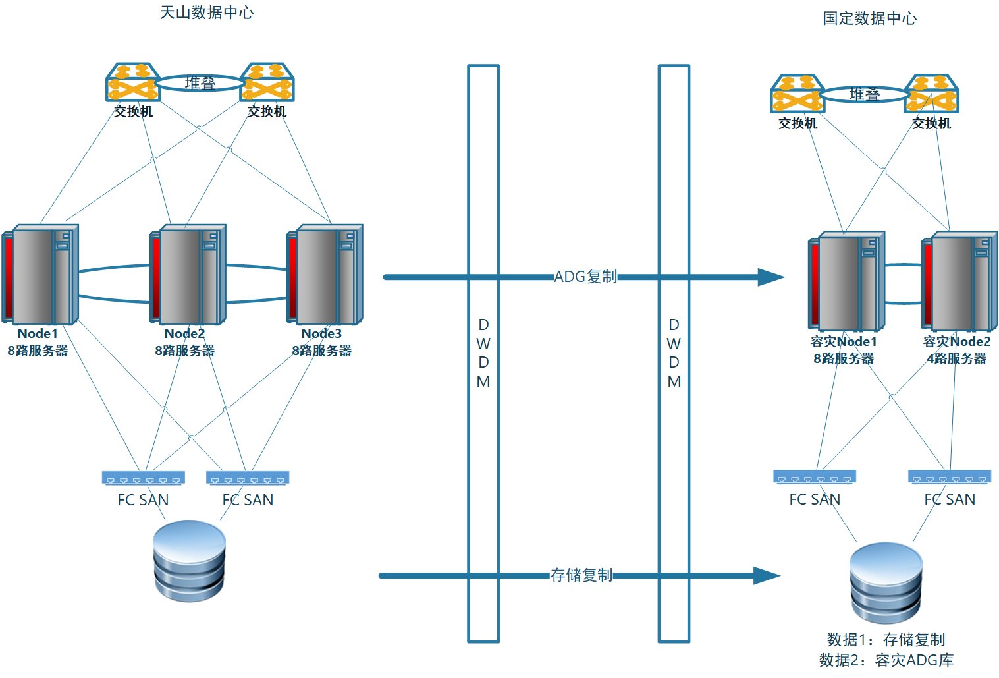 天山数据中心
国定数据中心
堆叠
交换机
交换机
堆叠
交换机
交换机
ADG复制
DWDM
DWDM
Node1
8路服务器
Node2
8路服务器
Node3
8路服务器
容灾Node1
8路服务器
容灾Node2
4路服务器
FC SAN
FC SAN
FC SAN
FC SAN
存储复制
数据1：存储复制
数据2：容灾ADG库